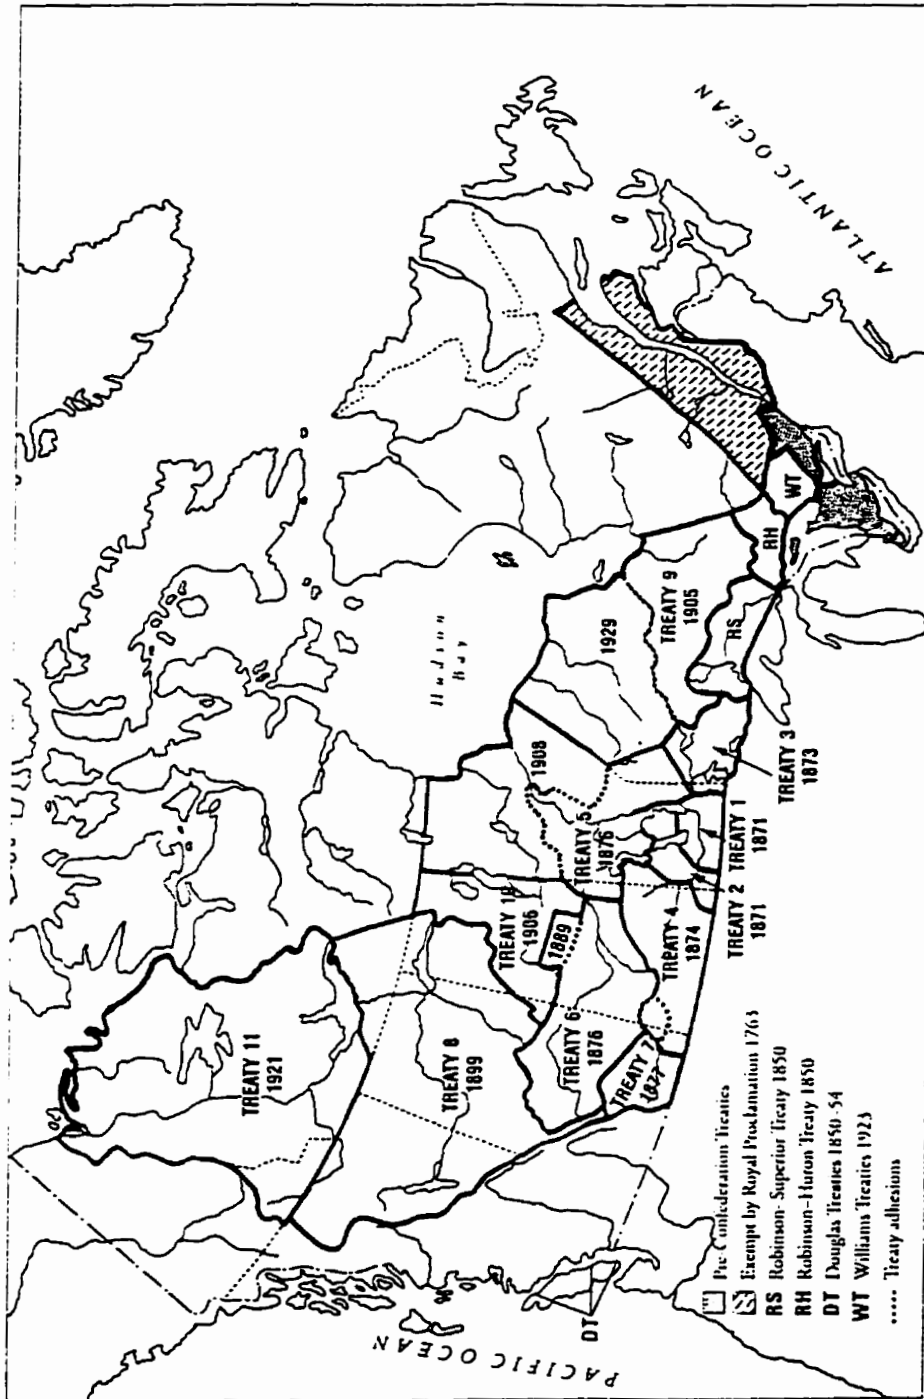 PACIFIC OCEAN
ATLANTIC OCEAN
Hudson
Bay
TREATY 11
1921
TREATY 8
1899
TREATY 10
1906
1889
TREATY 6
1876
TREATY 7
1877
TREATY 4
1874
TREATY 5
1875
1908
1929
TREATY 9
1905
TREATY 2
1871
TREATY 1
1871
TREATY 3
1873
RS
RH
WT
DT
Pre-Confederation Treaties
Exempt by Royal Proclamation 1763
RS Robinson-Superior Treaty 1850
RH Robinson-Huron Treaty 1850
DT Douglas Treaties 1850-54
WT Williams Treaties 1923
Treaty adhesions